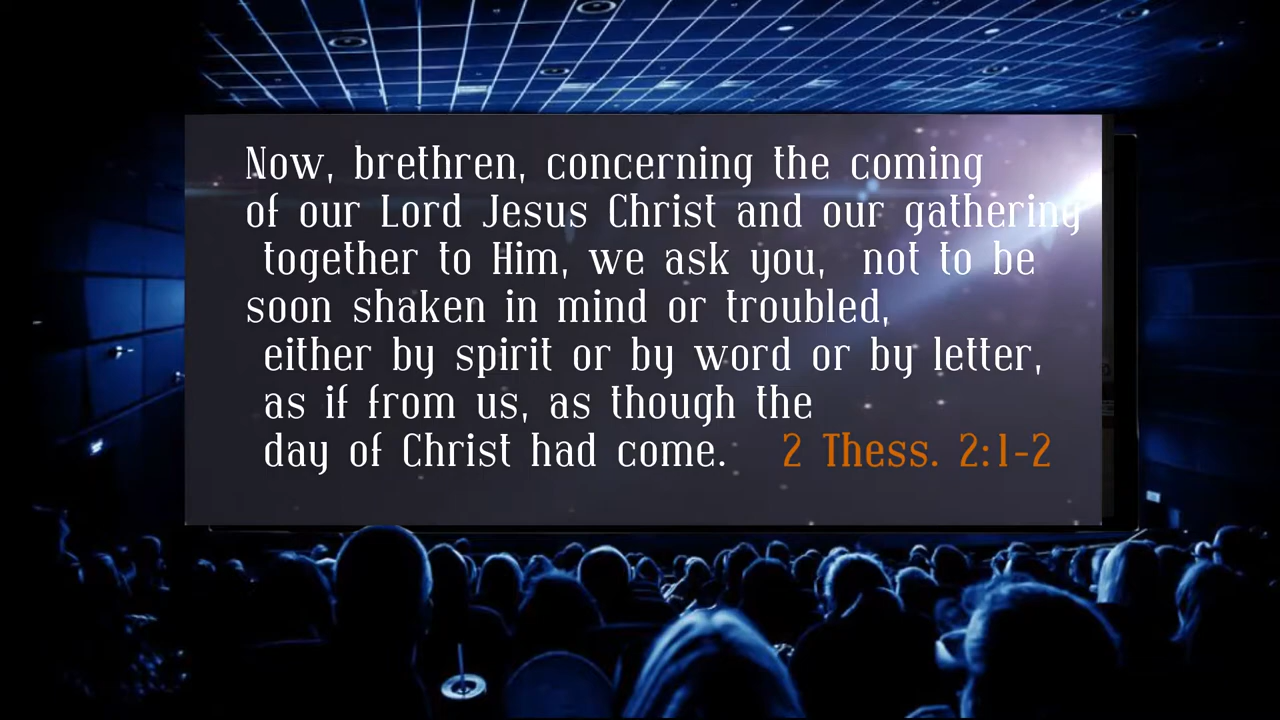 Now, brethren, concerning the coming
of our Lord Jesus Christ and our gathering
together to Him, we ask you, not to be
soon shaken in mind or troubled,
either by spirit or by word or by letter,
as if from us, as though the
day of Christ had come. 2 Thess. 2:1-2